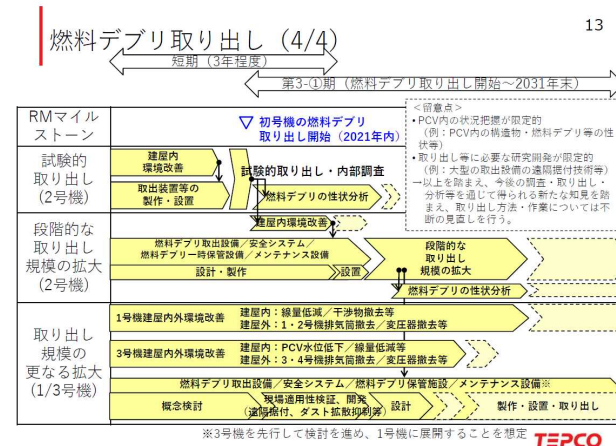 13
燃料デブリ取り出し（4/4）
短期（3年程度）
第3-①期（燃料デブリ取り出し開始～2031年末）
RMマイル
ストーン
▽ 初号機の燃料デブリ
取り出し開始（2021年内）
＜留意点＞
•PCV内の状況把握が限定的
（例：PCV内の構造物・燃料デブリ等の性
状等）
•取り出し等に必要な研究開発が限定的
（例：大型の取出設備の遠隔据付技術等）
→以上を踏まえ、今後の調査・取り出し・
分析等を通じて得られる新たな知見を踏
まえ、取り出し方法・作業については不
断の見直しを行う。
試験的
取り出し
(2号機)
建屋内
環境改善
取出装置等の
製作・設置
試験的取り出し・内部調査
燃料デブリの性状分析
段階的な
取り出し
規模の拡大
(2号機)
建屋内環境改善
燃料デブリ取出設備／安全システム／
燃料デブリ一時保管設備／メンテナンス設備
設計・製作
設置
段階的な
取り出し
規模の拡大
燃料デブリの性状分析
取り出し
規模の
更なる拡大
(1/3号機)
1号機建屋内外環境改善
建屋内：線量低減／干渉物撤去等
建屋外：1・2号機排気筒撤去／変圧器撤去等
3号機建屋内外環境改善
建屋内：PCV水位低下／線量低減等
建屋外：3・4号機排気筒撤去／変圧器撤去等
燃料デブリ取出設備／安全システム／燃料デブリ保管施設／メンテナンス設備※
概念検討
現場適用性検証、開発
（遠隔据付、ダスト拡散抑制等）
設計
製作・設置・取り出し
※3号機を先行して検討を進め、1号機に展開することを想定
TEPCO